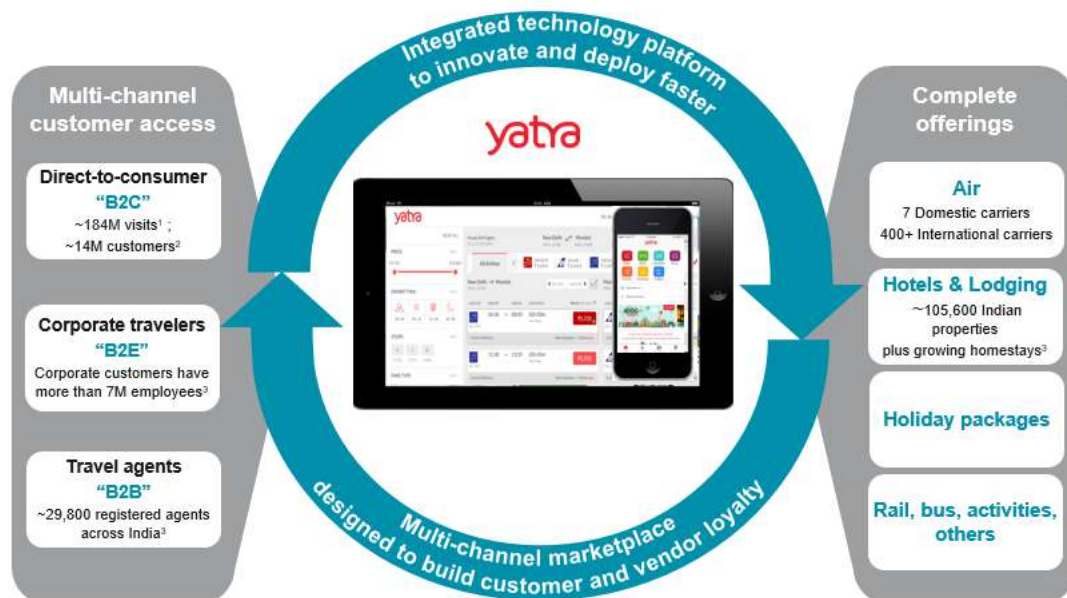 Multi-channel
customer access
Direct-to-consumer
“B2C”
~184M visits¹ ;
~14M customers²
Corporate travelers
“B2E”
Corporate customers have
more than 7M employees³
Travel agents
“B2B”
~29,800 registered agents
across India³
Integrated technology platform
to innovate and deploy faster
yatra
yatra
yatra
Multi-channel marketplace
designed to build customer and vendor loyalty
Complete
offerings
Air
7 Domestic carriers
400+ International carriers
Hotels & Lodging
~105,600 Indian
properties
plus growing homestays³
Holiday packages
Rail, bus, activities,
others